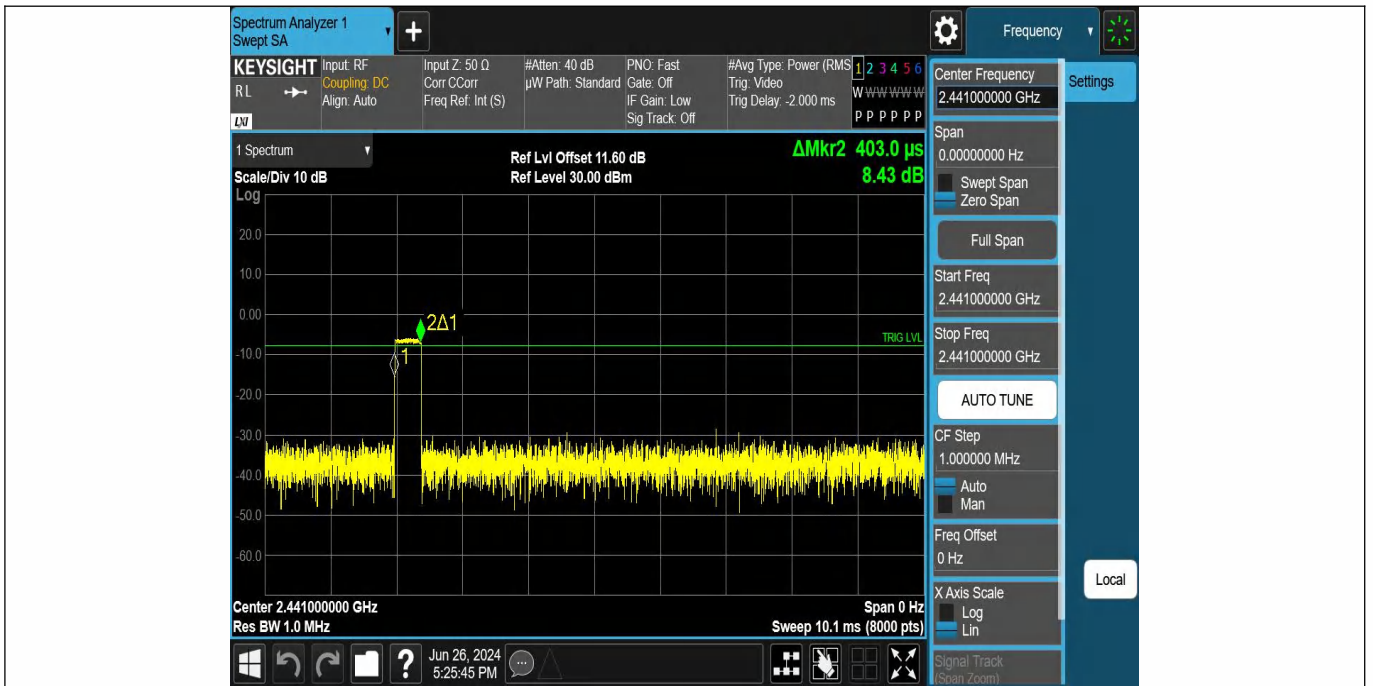 Spectrum Analyzer 1
Swept SA
+
Frequency
KEYSIGHT
RL
LXI
Input: RF
Coupling: DC
Align: Auto
Input Z: 50 Ω
Corr CCorr
Freq Ref: Int (S)
#Atten: 40 dB
µW Path: Standard
PNO: Fast
Gate: Off
IF Gain: Low
Sig Track: Off
#Avg Type: Power (RMS
Trig: Video
Trig Delay: -2.000 ms
1 2 3 4 5 6
W W W W W W
P P P P P P
1 Spectrum
Scale/Div 10 dB
Log
Ref Lvl Offset 11.60 dB
Ref Level 30.00 dBm
ΔMkr2 403.0 µs
8.43 dB
20.0
10.0
0.00
-10.0
-20.0
-30.0
-40.0
-50.0
-60.0
2Δ1
1
TRIG LVL
Center 2.441000000 GHz
Res BW 1.0 MHz
Span 0 Hz
Sweep 10.1 ms (8000 pts)
Center Frequency
2.441000000 GHz
Settings
Span
0.00000000 Hz
Swept Span
Zero Span
Full Span
Start Freq
2.441000000 GHz
Stop Freq
2.441000000 GHz
AUTO TUNE
CF Step
1.000000 MHz
Auto
Man
Freq Offset
0 Hz
X Axis Scale
Log
Lin
Signal Track
(Span Zoom)
Local
?
Jun 26, 2024
5:25:45 PM